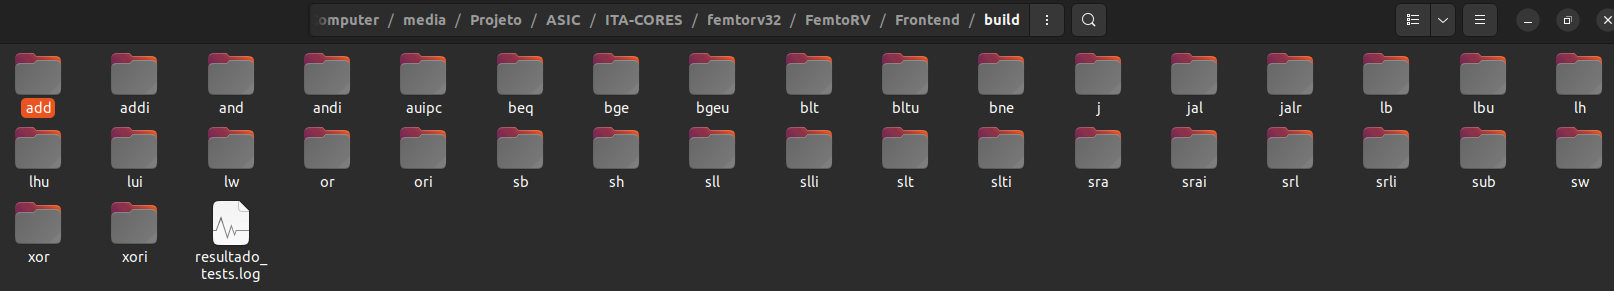 omputer / media / Projeto / ASIC / ITA-CORES / femtorv32 / FemtoRV / Frontend / build
add addi and andi auipc beq bge bgeu blt bltu bne j jal jalr lb lbu lh
lhu lui lw or ori sb sh sll slli slt slti sra srai srl srli sub sw
xor xori resultado_
tests.log